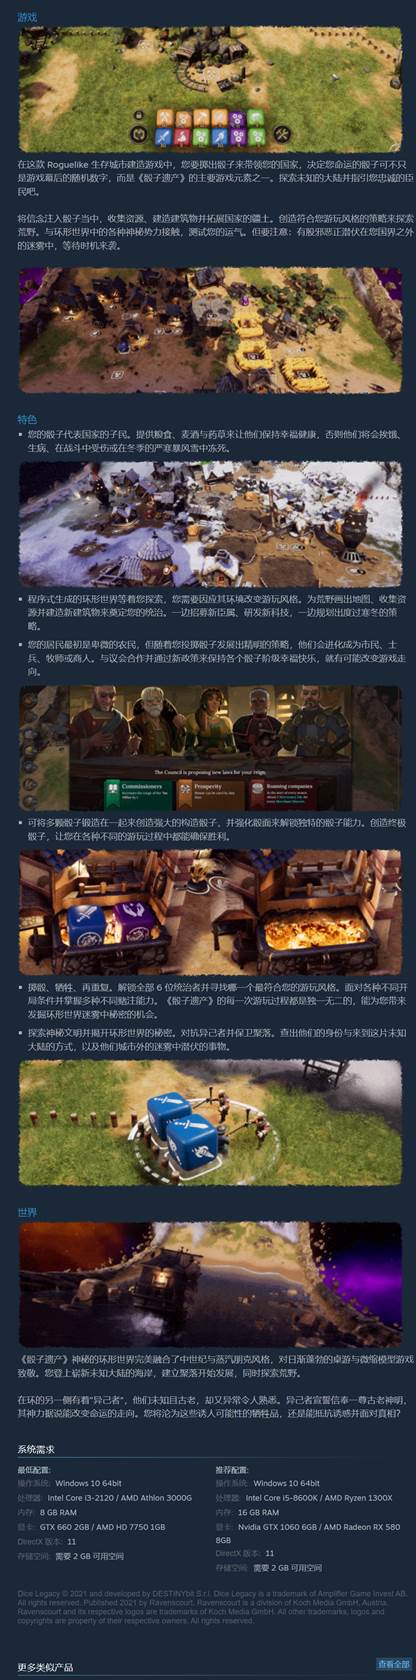 游戏
在这款 Roguelike 生存城市建造游戏中，您要掷出骰子来带领您的国家，决定您命运的骰子可不只
是游戏幕后的随机数字，而是《骰子遗产》的主要游戏元素之一。探索未知的大陆并指引您忠诚的臣
民吧。
将信念注入骰子当中，收集资源、建造建筑物并拓展国家的疆土。创造符合您游玩风格的策略来探索
荒野。与环形世界中的各种神秘势力接触，测试您的运气。但要注意：有股邪恶正潜伏在您国界之外
的迷雾中，等待时机来袭。
特色
您的骰子代表国家的子民。提供粮食、麦酒与药草来让他们保持幸福健康，否则他们将会挨饿、
生病、在战斗中受伤或在冬季的严寒暴风雪中冻死。
程序式生成的环形世界等着您探索，您需要因应其环境改变游玩风格。为荒野画出地图、收集资
源并建造新建筑物来奠定您的统治。一边招募新臣属、研发新科技，一边规划出度过寒冬的策
略。
您的居民最初是卑微的农民，但随着您投掷骰子发展出精明的策略，他们会进化成为市民、士
兵、牧师或商人。与议会合作并通过新政策来保持各个骰子阶级幸福快乐，就有可能改变游戏走
向。
The Council is proposing new laws for your reign.
Commissioners
Prosperity
Roaming companies
可将多颗骰子锻造在一起来创造强大的构造骰子，并强化骰面来解锁独特的骰子能力。创造终极
骰子，让您在各种不同的游玩过程中都能确保胜利。
掷骰、牺牲、再重复。解锁全部 6 位统治者并寻找哪一个最符合您的游玩风格。面对各种不同开
局条件并掌握多种不同赌注能力。《骰子遗产》的每一次游玩过程都是独一无二的，能为您带来
发掘环形世界迷雾中秘密的机会。
探索神秘文明并揭开环形世界的秘密。对抗异己者并保卫聚落。查出他们的身份与来到这片未知
大陆的方式，以及他们城市外的迷雾中潜伏的事物。
世界
《骰子遗产》神秘的环形世界完美融合了中世纪与蒸汽朋克风格，对日渐蓬勃的桌游与微缩模型游戏
致敬。您登上崭新未知大陆的海岸，建立聚落开始发展，同时探索荒野。
在环的另一侧有着“异己者”，他们未知且古老，却又异常令人熟悉。异己者宣誓信奉一尊古老神明，
其神力据说能改变命运的走向。您将沦为这些诱人可能性的牺牲品，还是能抵抗诱惑并面对真相？
系统需求
最低配置:
操作系统: Windows 10 64bit
处理器: Intel Core i3-2120 / AMD Athlon 3000G
内存: 8 GB RAM
显卡: GTX 660 2GB / AMD HD 7750 1GB
DirectX 版本: 11
存储空间: 需要 2 GB 可用空间
推荐配置:
操作系统: Windows 10 64bit
处理器: Intel Core i5-8600K / AMD Ryzen 1300X
内存: 16 GB RAM
显卡: Nvidia GTX 1060 6GB / AMD Radeon RX 580
8GB
DirectX 版本: 11
存储空间: 需要 2 GB 可用空间
Dice Legacy © 2021 and developed by DESTINYbit S.r.l. Dice Legacy is a trademark of Amplifier Game Invest AB.
All rights reserved. Published 2021 by Ravenscourt. Ravenscourt is a division of Koch Media GmbH, Austria.
Ravenscourt and its respective logos are trademarks of Koch Media GmbH. All other trademarks, logos and
copyrights are property of their respective owners. All rights reserved.
更多类似产品
查看全部